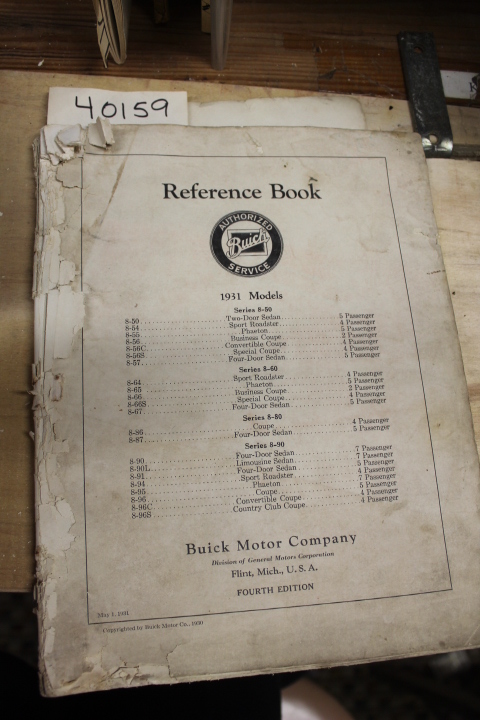 40159
Reference Book
AUTHORIZED
Buick
SERVICE
1931 Models
Series 8-50
8-50 Two-Door Sedan 5 Passenger
8-54 Sport Roadster 4 Passenger
8-55 Phaeton 5 Passenger
8-56 Business Coupe 2 Passenger
8-56C Convertible Coupe 4 Passenger
8-56S Special Coupe 4 Passenger
8-57 Four-Door Sedan 5 Passenger
Series 8-60
8-64 Sport Roadster 4 Passenger
8-65 Phaeton 5 Passenger
8-66 Business Coupe 2 Passenger
8-66S Special Coupe 4 Passenger
8-67 Four-Door Sedan 5 Passenger
Series 8-80
8-86 Coupe 4 Passenger
8-87 Four-Door Sedan 5 Passenger
Series 8-90
8-90 Four-Door Sedan 7 Passenger
8-90L Limousine Sedan 7 Passenger
8-91 Four-Door Sedan 5 Passenger
8-94 Sport Roadster 4 Passenger
8-95 Phaeton 7 Passenger
8-96 Coupe 5 Passenger
8-96C Convertible Coupe 4 Passenger
8-96S Country Club Coupe 4 Passenger
Buick Motor Company
Division of General Motors Corporation
Flint, Mich., U. S. A.
FOURTH EDITION
May 1, 1931
Copyrighted by Buick Motor Co., 1930